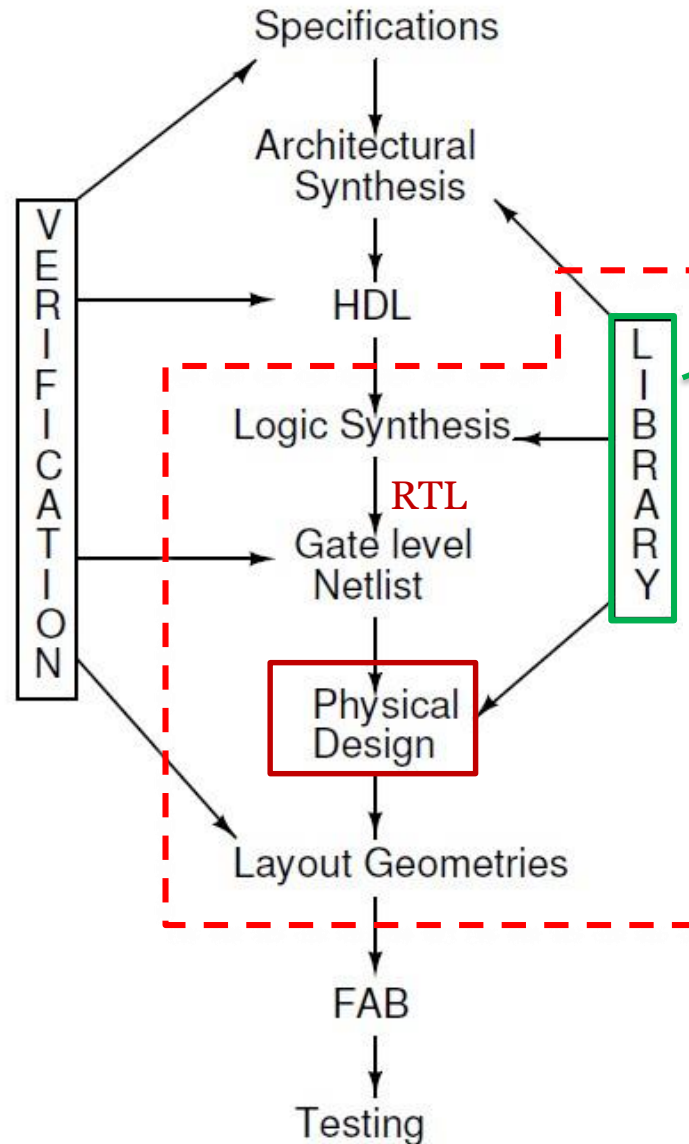 Specifications
Architectural
Synthesis
VERIFICATION
HDL
LIBRARY
Logic Synthesis
RTL
Gate level
Netlist
Physical
Design
Layout Geometries
FAB
Testing